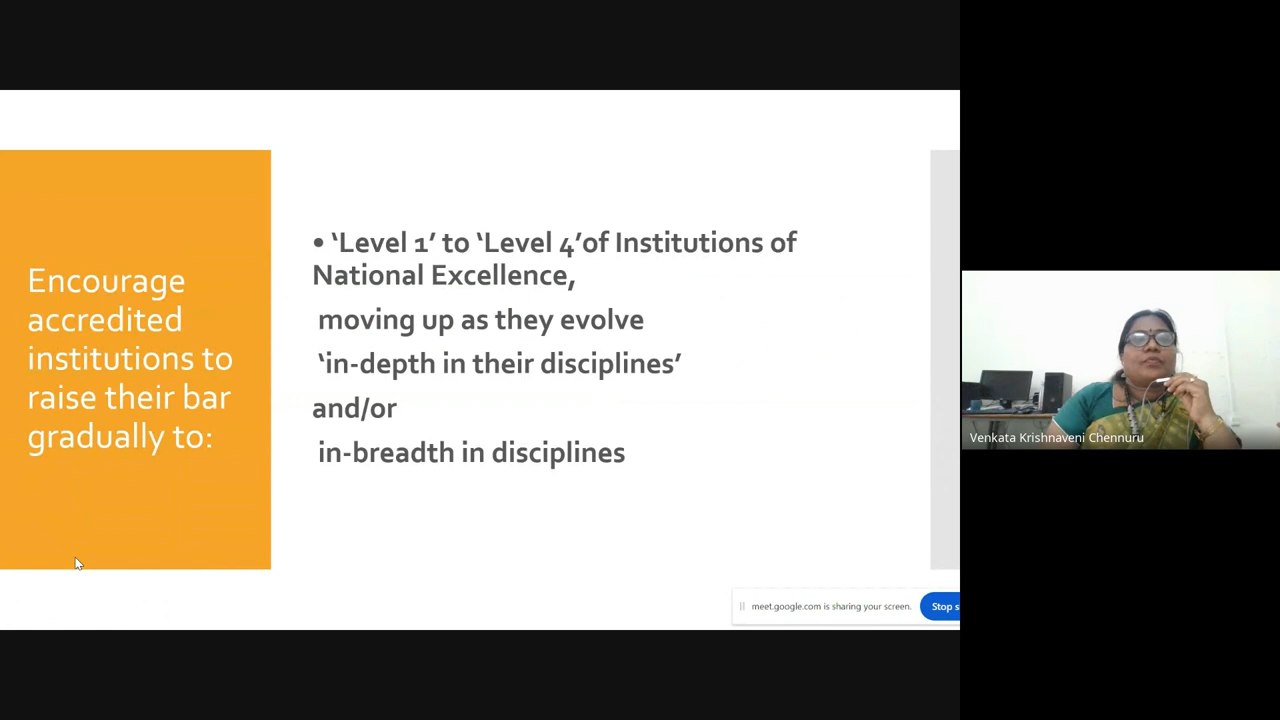 Encourage
accredited
institutions to
raise their bar
gradually to:
• ‘Level 1’ to ‘Level 4’of Institutions of
National Excellence,
moving up as they evolve
‘in-depth in their disciplines’
and/or
in-breadth in disciplines
meet.google.com is sharing your screen.
Stop s
Venkata Krishnaveni Chennuru